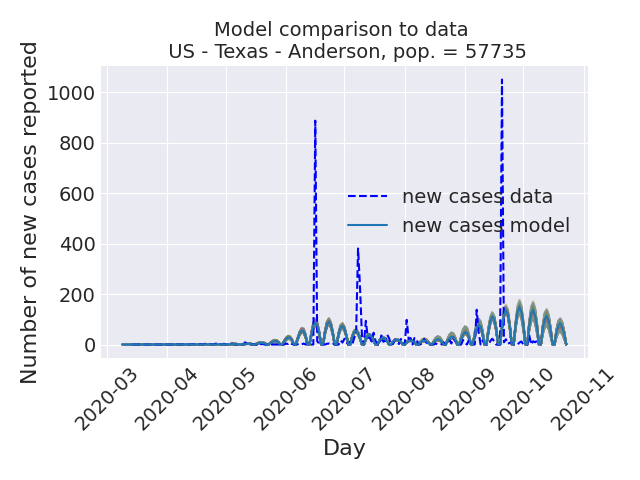 Model comparison to data
US - Texas - Anderson, pop. = 57735
Number of new cases reported
1000
800
600
400
200
0
new cases data
new cases model
2020-03
2020-04
2020-05
2020-06
2020-07
2020-08
2020-09
2020-10
2020-11
Day